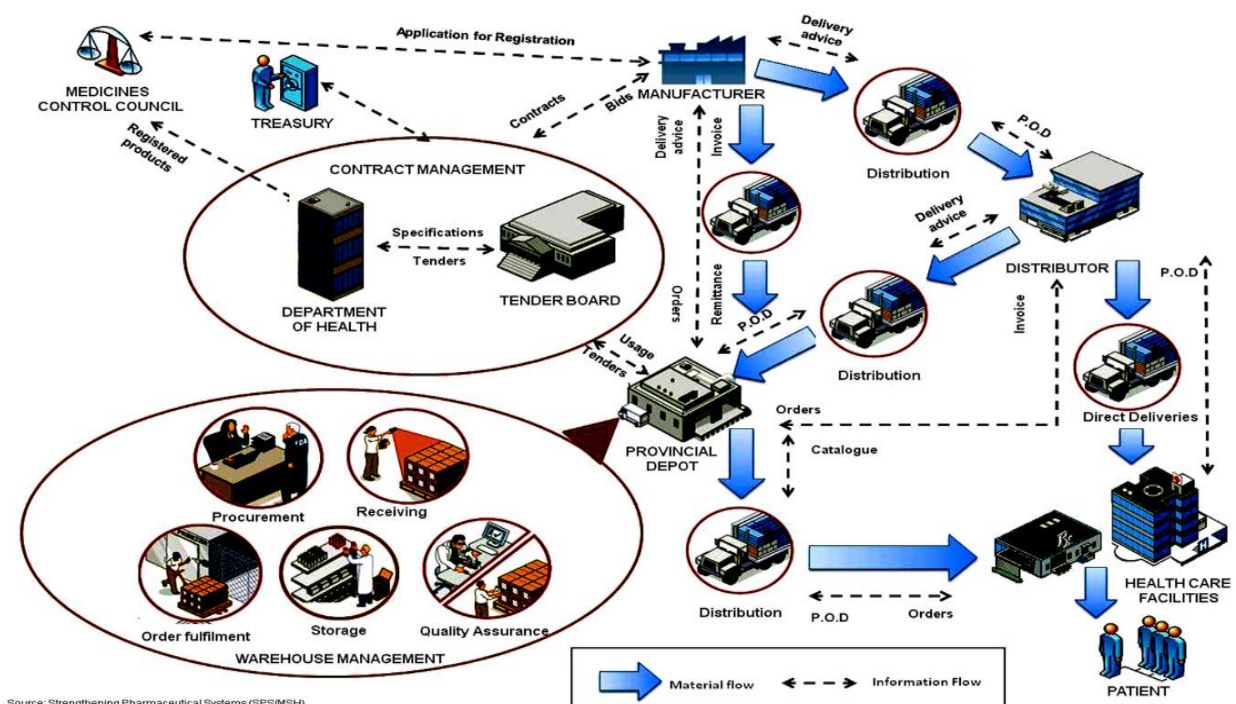 Application for Registration
Delivery
advice
MEDICINES
CONTROL COUNCIL
TREASURY
MANUFACTURER
Contracts
Bids
Registered
products
Delivery
advice
Invoice
P.O.D
Distribution
CONTRACT MANAGEMENT
Specifications
Tenders
DEPARTMENT
OF HEALTH
TENDER BOARD
Delivery
advice
DISTRIBUTOR
P.O.D
Orders
Remittance
P.O.D
Invoice
Distribution
Usage
Tenders
Direct Deliveries
Orders
Catalogue
PROVINCIAL
DEPOT
Procurement
Receiving
Order fulfilment
Storage
Quality Assurance
WAREHOUSE MANAGEMENT
Distribution
P.O.D
Orders
HEALTH CARE
FACILITIES
PATIENT
Material flow
Information Flow
Source: Strengthening Pharmaceutical Systems (SPS/MSH)